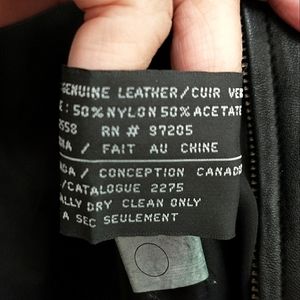 GENUINE LEATHER/CUIR VE
: 50% NYLON 50% ACETATE
2558 RN # 97205
/ FAIT AU CHINE
/ CONCEPTION CANADA
/CATALOGUE 2275
DRY CLEAN ONLY
A SEC SEULEMENT